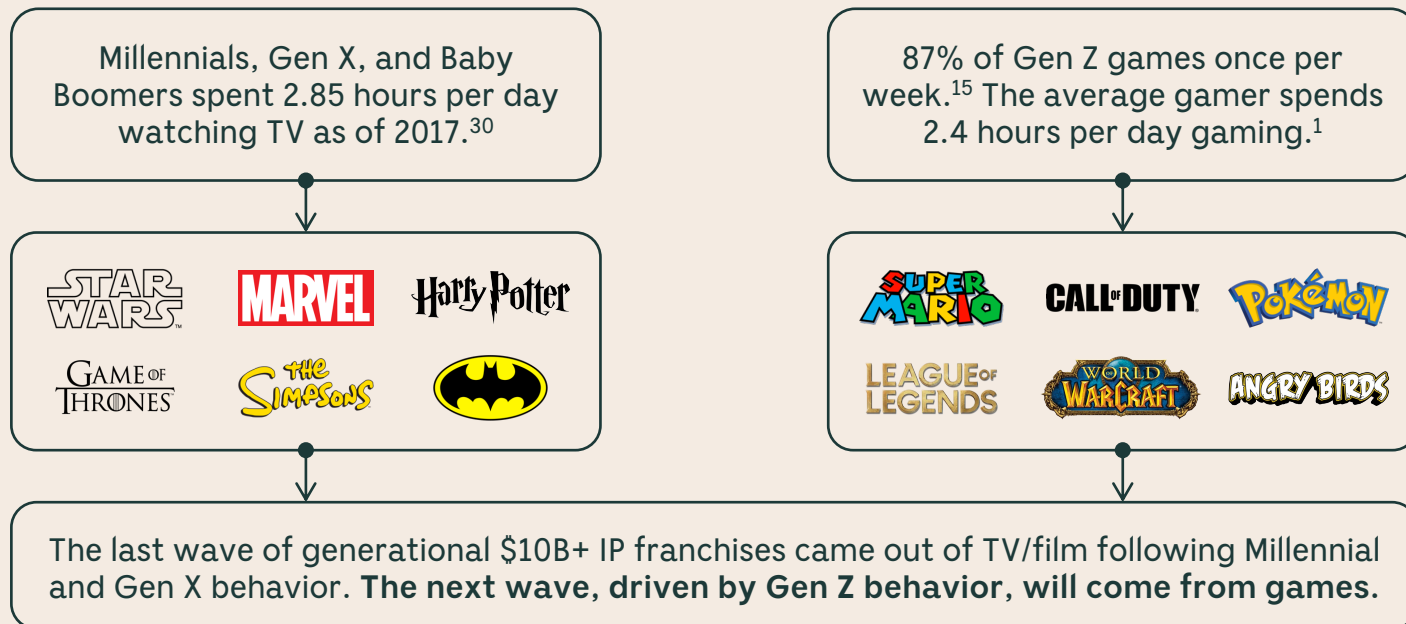 Millennials, Gen X, and Baby
Boomers spent 2.85 hours per day
watching TV as of 2017.³⁰
87% of Gen Z games once per
week.¹⁵ The average gamer spends
2.4 hours per day gaming.¹
STAR
WARS™
MARVEL
Harry Potter
GAME OF
THRONES
THE
SIMPSONS
SUPER
MARIO
CALL OF DUTY
POKéMON
LEAGUE OF
LEGENDS
WORLD
OF
WARCRAFT
ANGRY BIRDS
The last wave of generational $10B+ IP franchises came out of TV/film following Millennial
and Gen X behavior. The next wave, driven by Gen Z behavior, will come from games.